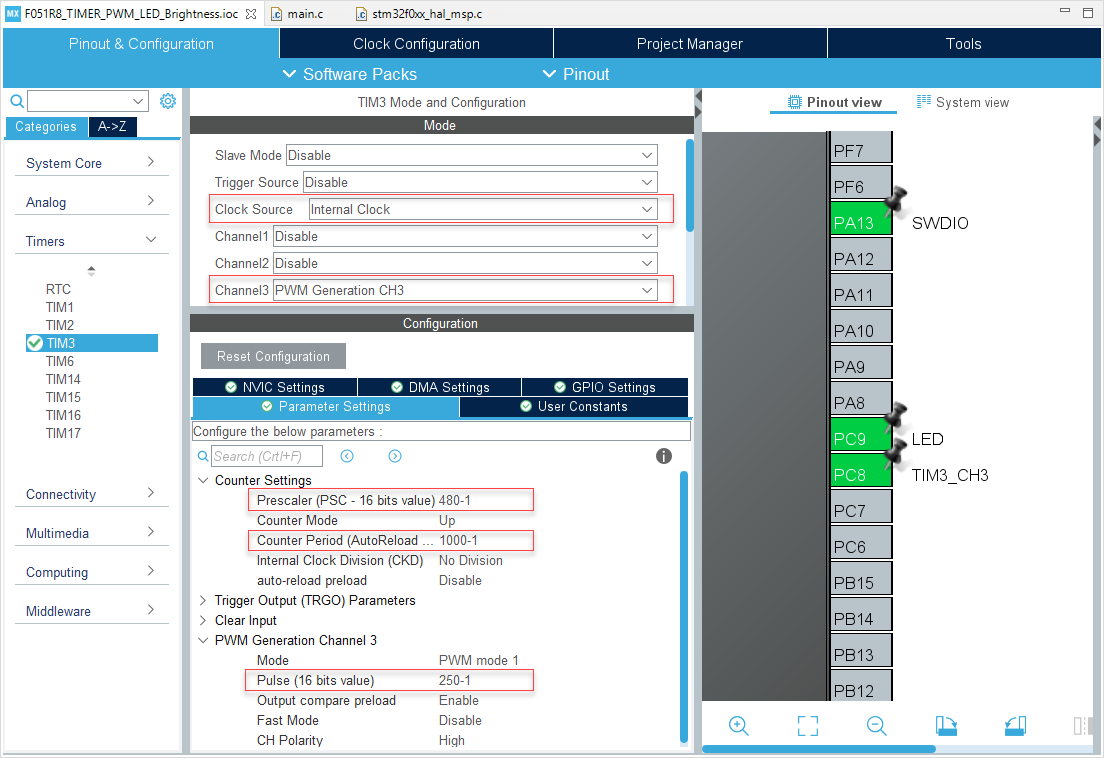 MX F051R8_TIMER_PWM_LED_Brightness.ioc main.c stm32f0xx_hal_msp.c
Pinout & Configuration Clock Configuration Project Manager Tools
Software Packs Pinout
Categories A->Z
System Core
Analog
Timers
RTC
TIM1
TIM2
TIM3
TIM6
TIM14
TIM15
TIM16
TIM17
Connectivity
Multimedia
Computing
Middleware
TIM3 Mode and Configuration
Mode
Slave Mode Disable
Trigger Source Disable
Clock Source Internal Clock
Channel1 Disable
Channel2 Disable
Channel3 PWM Generation CH3
Configuration
Reset Configuration
NVIC Settings DMA Settings GPIO Settings
Parameter Settings User Constants
Configure the below parameters :
Search (Crtl+F)
Counter Settings
Prescaler (PSC - 16 bits value) 480-1
Counter Mode Up
Counter Period (AutoReload ... 1000-1
Internal Clock Division (CKD) No Division
auto-reload preload Disable
Trigger Output (TRGO) Parameters
Clear Input
PWM Generation Channel 3
Mode PWM mode 1
Pulse (16 bits value) 250-1
Output compare preload Enable
Fast Mode Disable
CH Polarity High
Pinout view System view
PF7
PF6
PA13 SWDIO
PA12
PA11
PA10
PA9
PA8
PC9 LED
PC8 TIM3_CH3
PC7
PC6
PB15
PB14
PB13
PB12